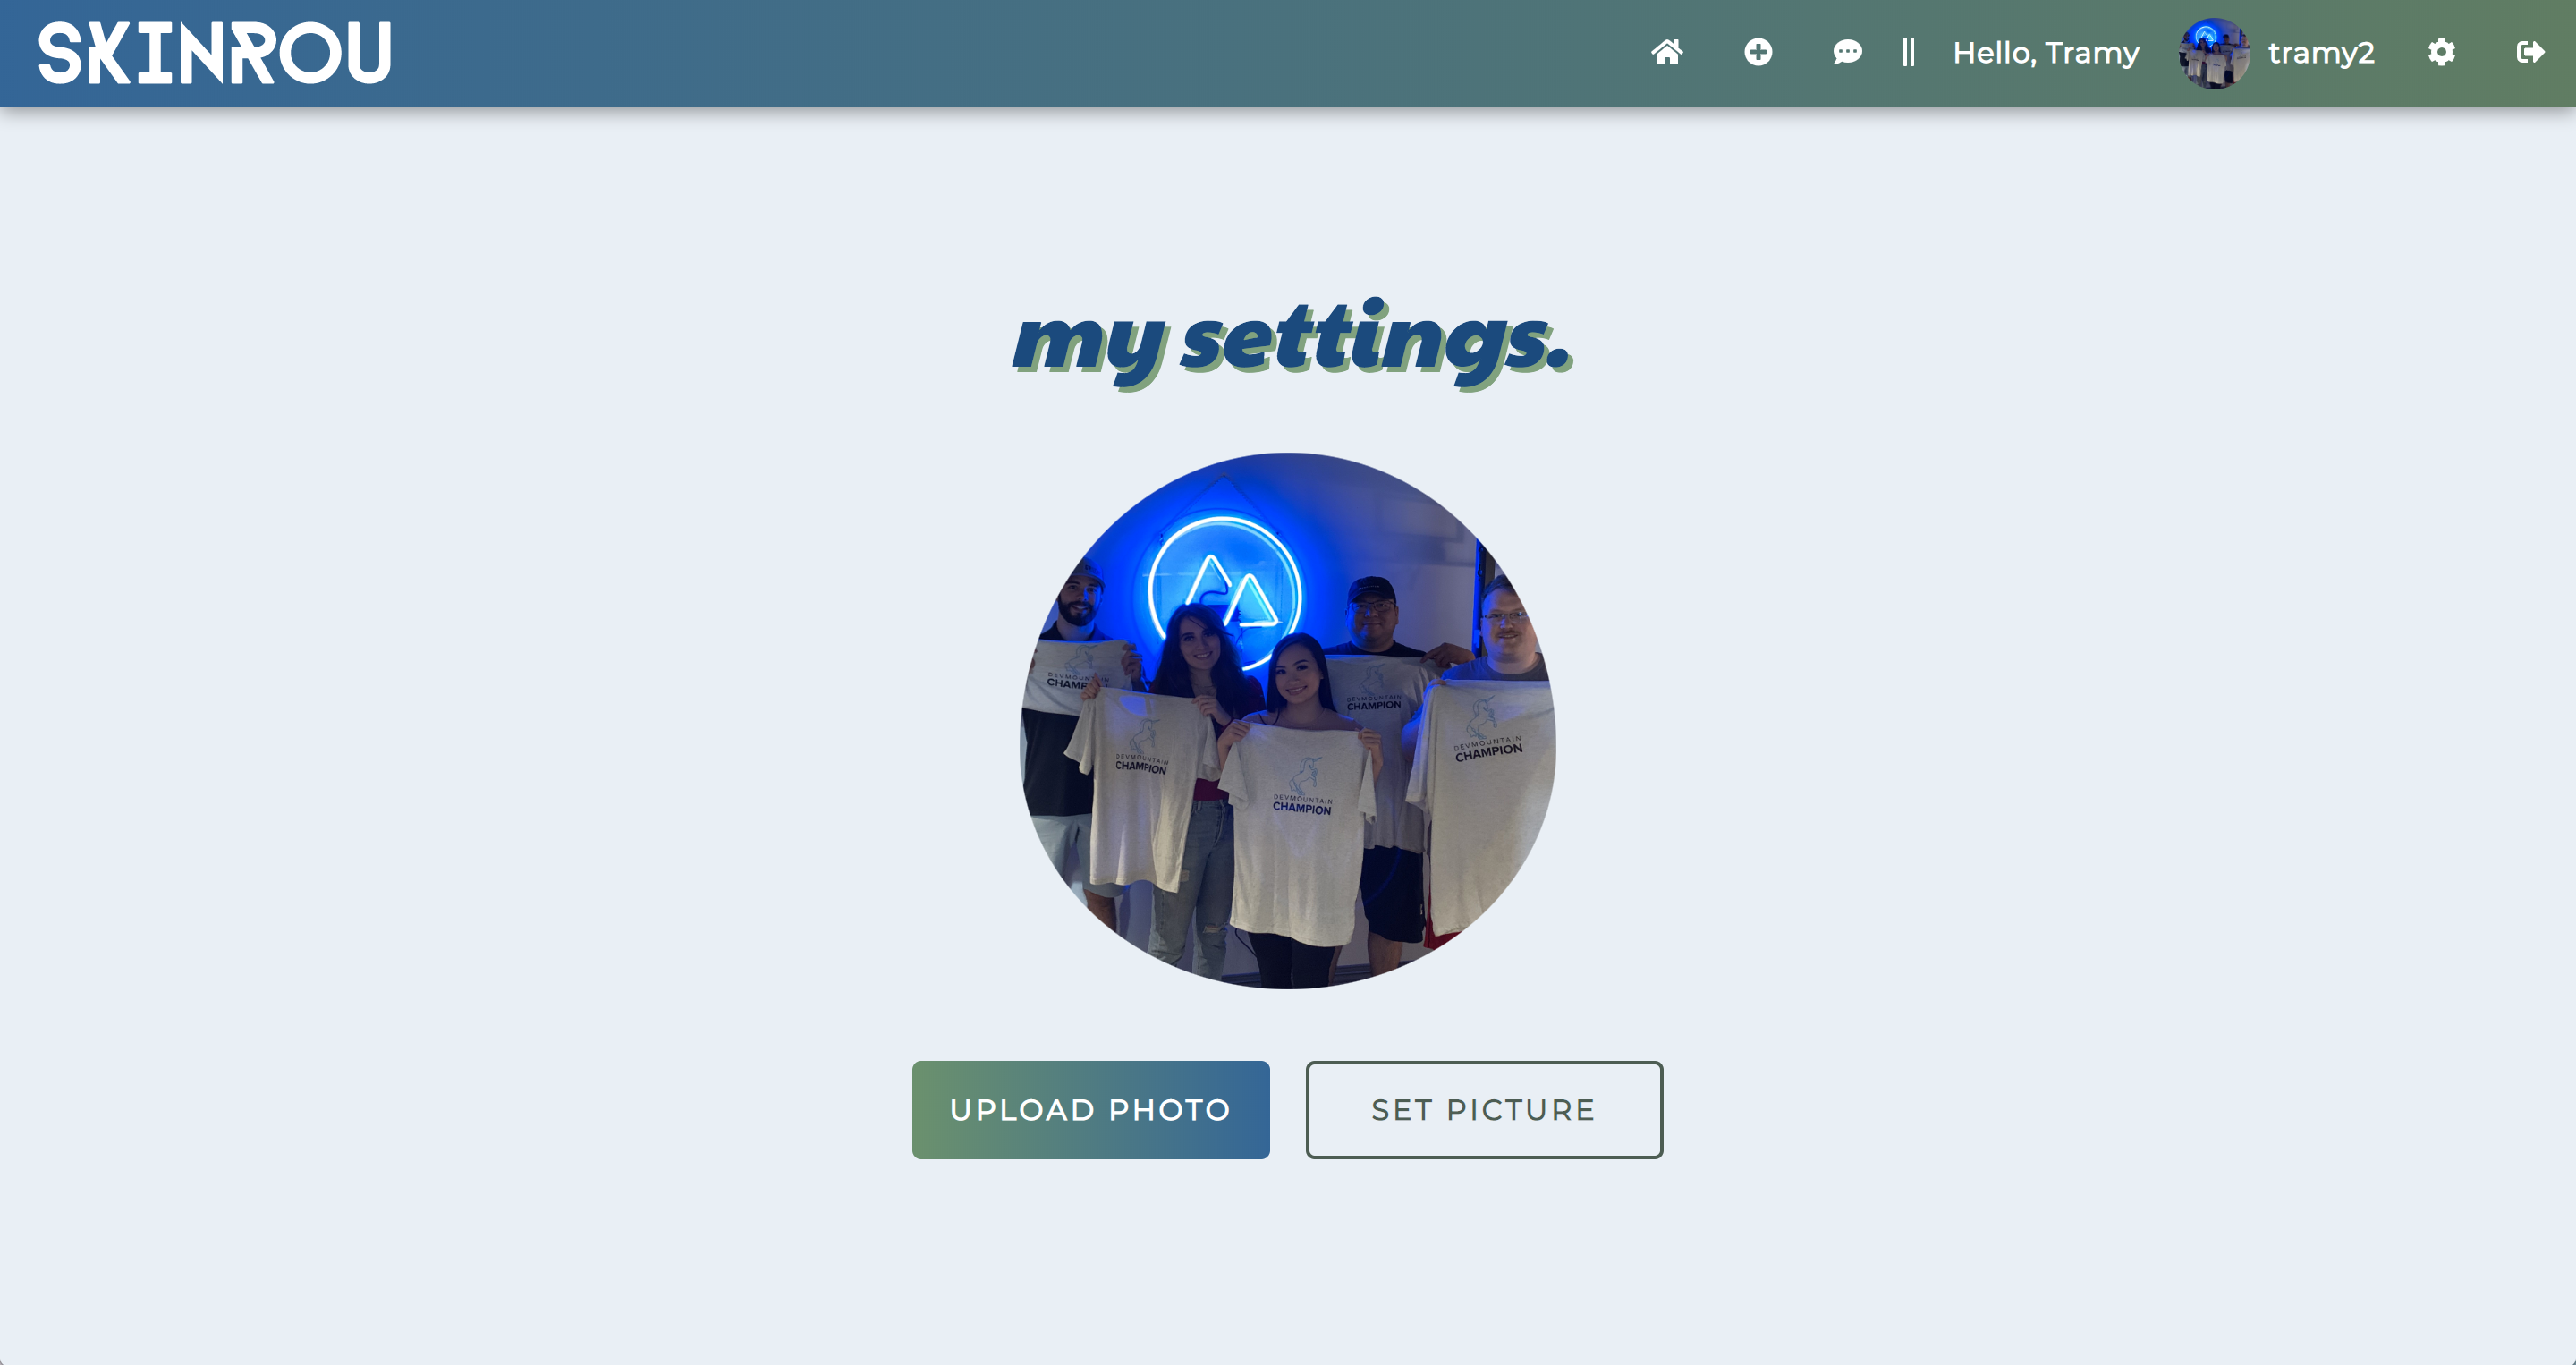 SKINROU
Hello, Tramy tramy2
my settings.
DEVMOUNTAIN
CHAMPION
DEVMOUNTAIN
CHAMPION
DEVMOUNTAIN
CHAMPION
DEVMOUNTAIN
CHAMPION
DEVMOUNTAIN
CHAMPION
UPLOAD PHOTO
SET PICTURE